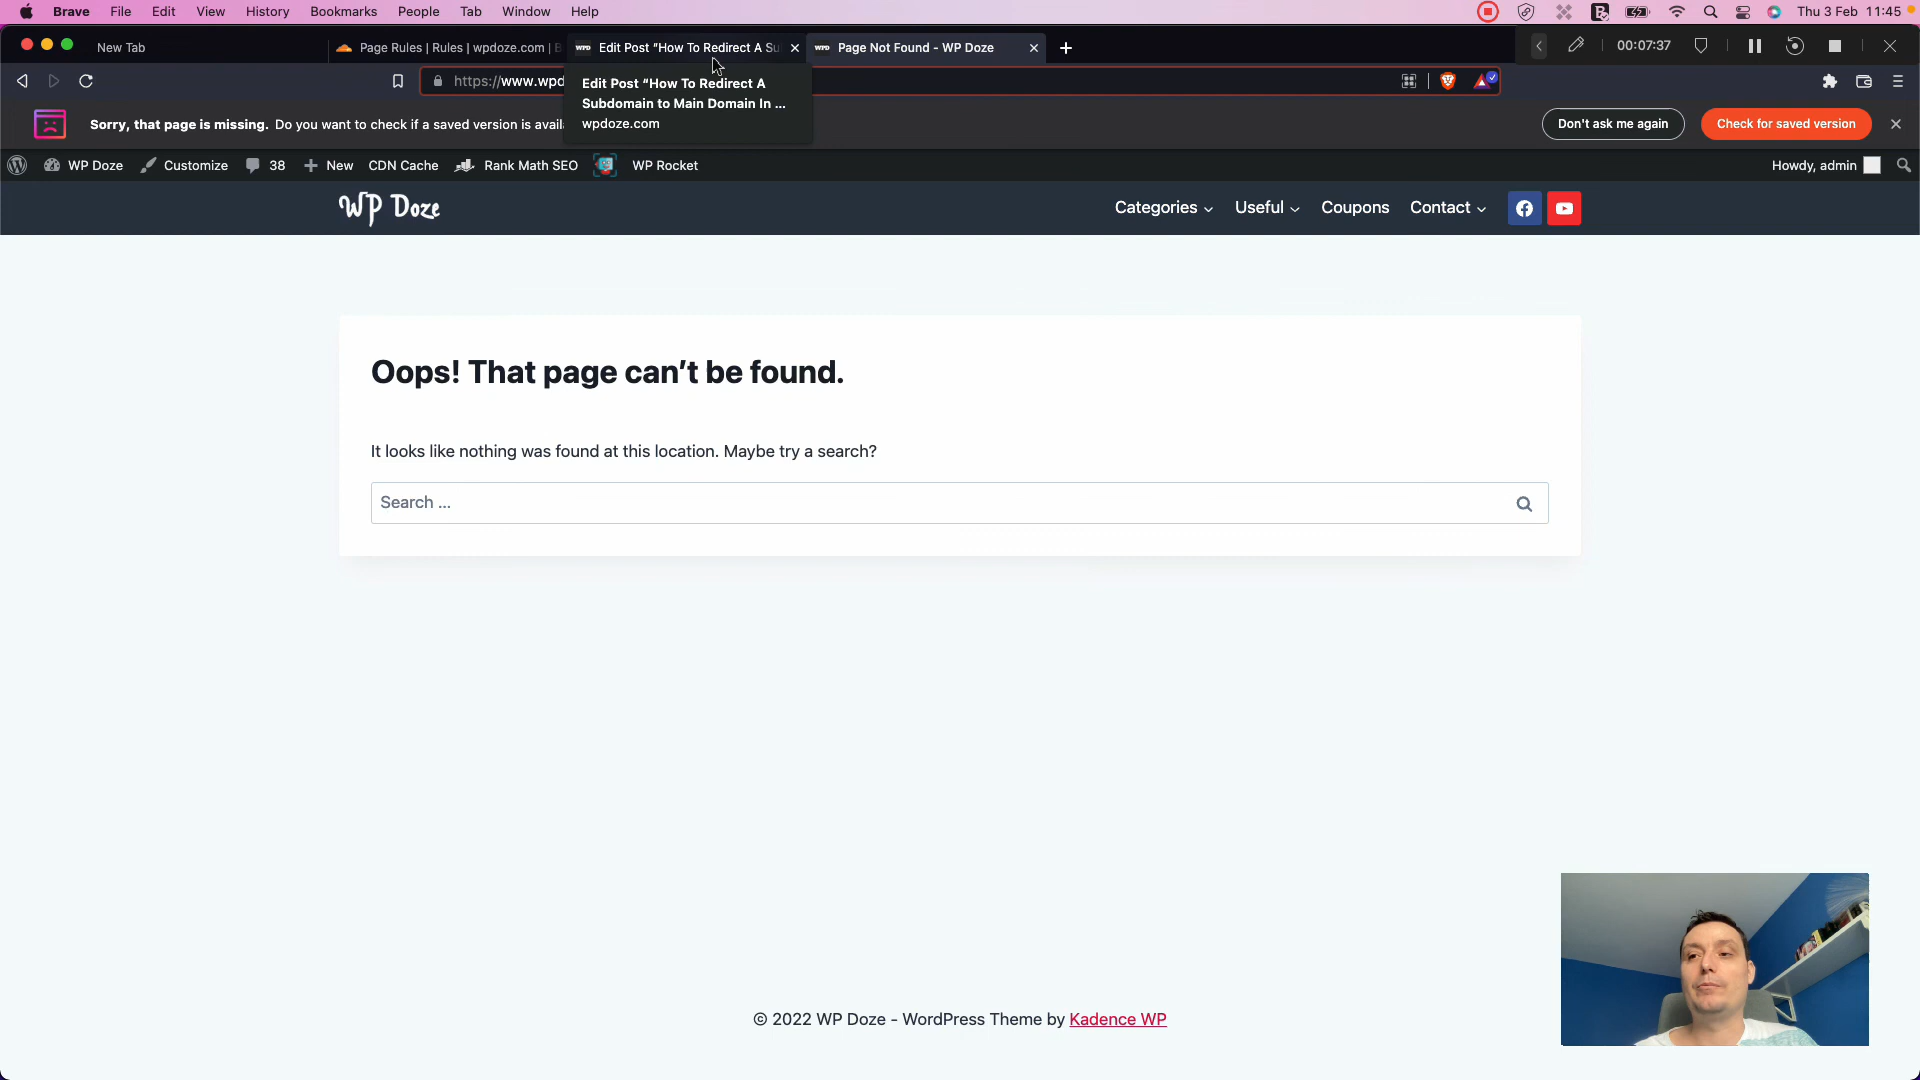 Brave File Edit View History Bookmarks People Tab Window Help
Thu 3 Feb 11:45
New Tab
Page Rules | Rules | wpdoze.com | B
WPD Edit Post “How To Redirect A Su
WPD Page Not Found - WP Doze
00:07:37
https://www.wpd
Edit Post “How To Redirect A
Subdomain to Main Domain In ...
wpdoze.com
Sorry, that page is missing. Do you want to check if a saved version is avail
Don't ask me again
Check for saved version
WP Doze Customize 38 New CDN Cache Rank Math SEO WP Rocket
Howdy, admin
WP Doze
Categories Useful Coupons Contact
Oops! That page can’t be found.
It looks like nothing was found at this location. Maybe try a search?
Search ...
© 2022 WP Doze - WordPress Theme by Kadence WP